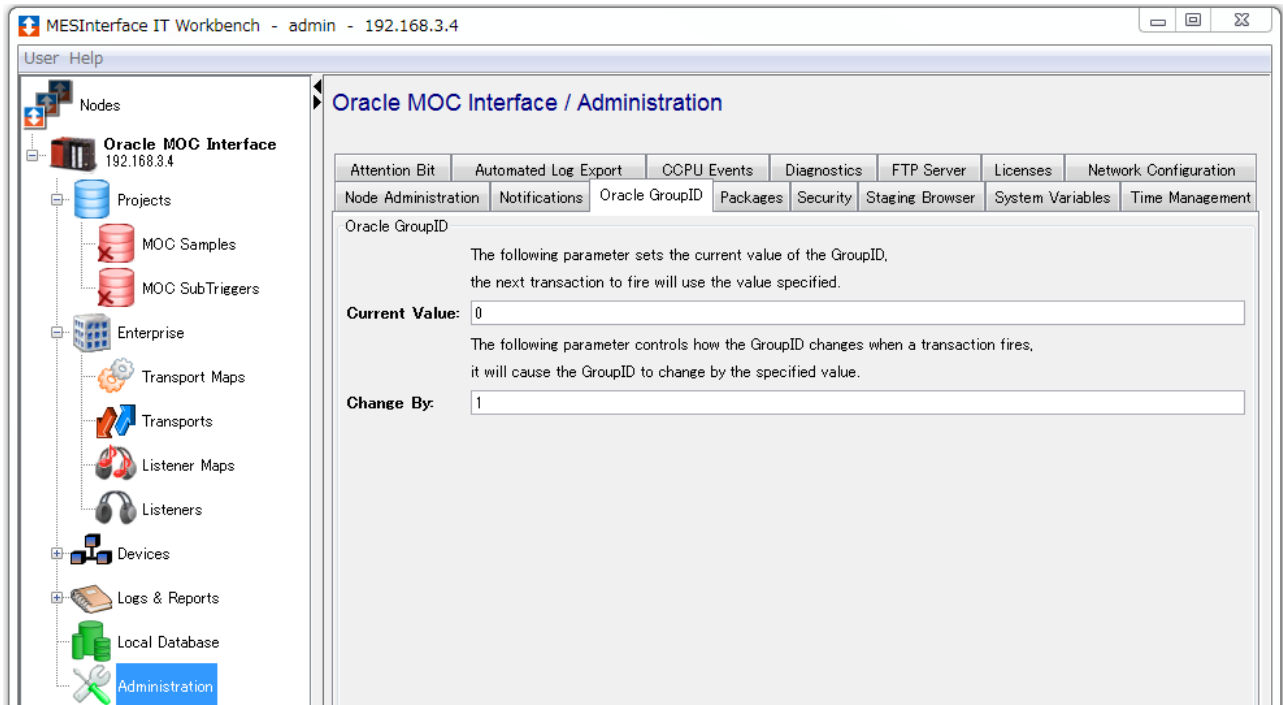 MESInterface IT Workbench - admin - 192.168.3.4
User Help
Nodes
Oracle MOC Interface
192.168.3.4
Projects
MOC Samples
MOC SubTriggers
Enterprise
Transport Maps
Transports
Listener Maps
Listeners
Devices
Logs & Reports
Local Database
Administration
Oracle MOC Interface / Administration
Attention Bit Automated Log Export CCPU Events Diagnostics FTP Server Licenses Network Configuration
Node Administration Notifications Oracle GroupID Packages Security Staging Browser System Variables Time Management
Oracle GroupID
The following parameter sets the current value of the GroupID,
the next transaction to fire will use the value specified.
Current Value: 0
The following parameter controls how the GroupID changes when a transaction fires,
it will cause the GroupID to change by the specified value.
Change By: 1